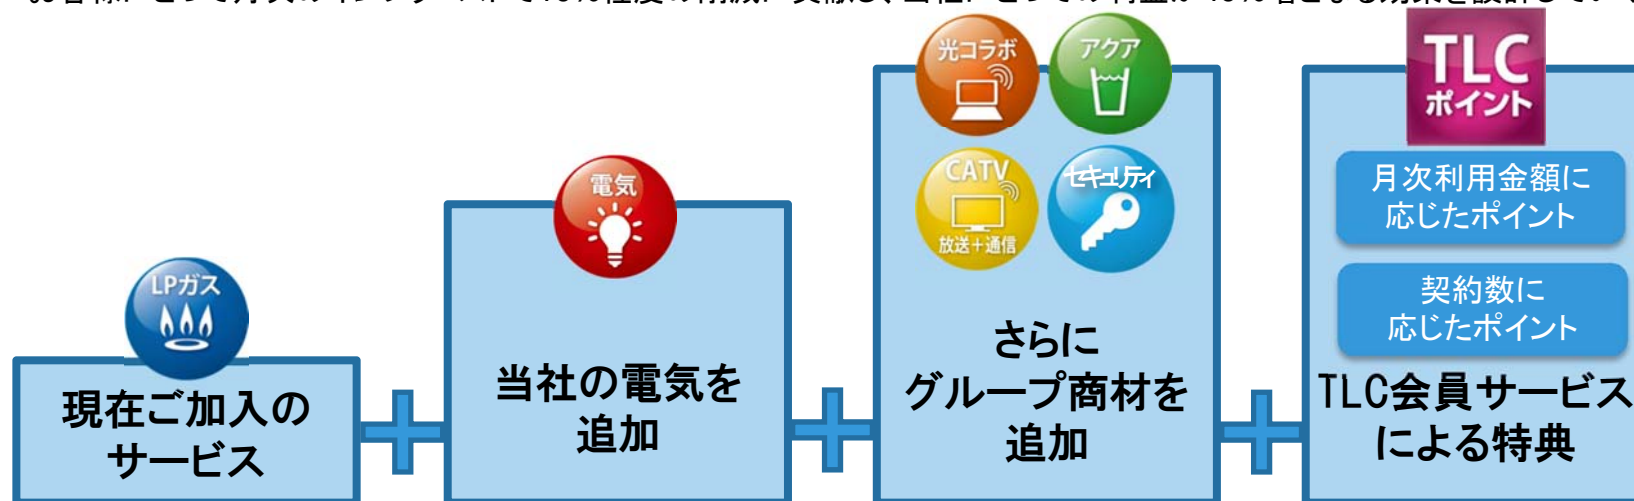 LPガス
現在ご加入の
サービス
電気
当社の電気を
追加
光コラボ
アクア
CATV
放送+通信
セキュリティ
さらに
グループ商材を
追加
TLC
ポイント
月次利用金額に
応じたポイント
契約数に
応じたポイント
TLC会員サービス
による特典